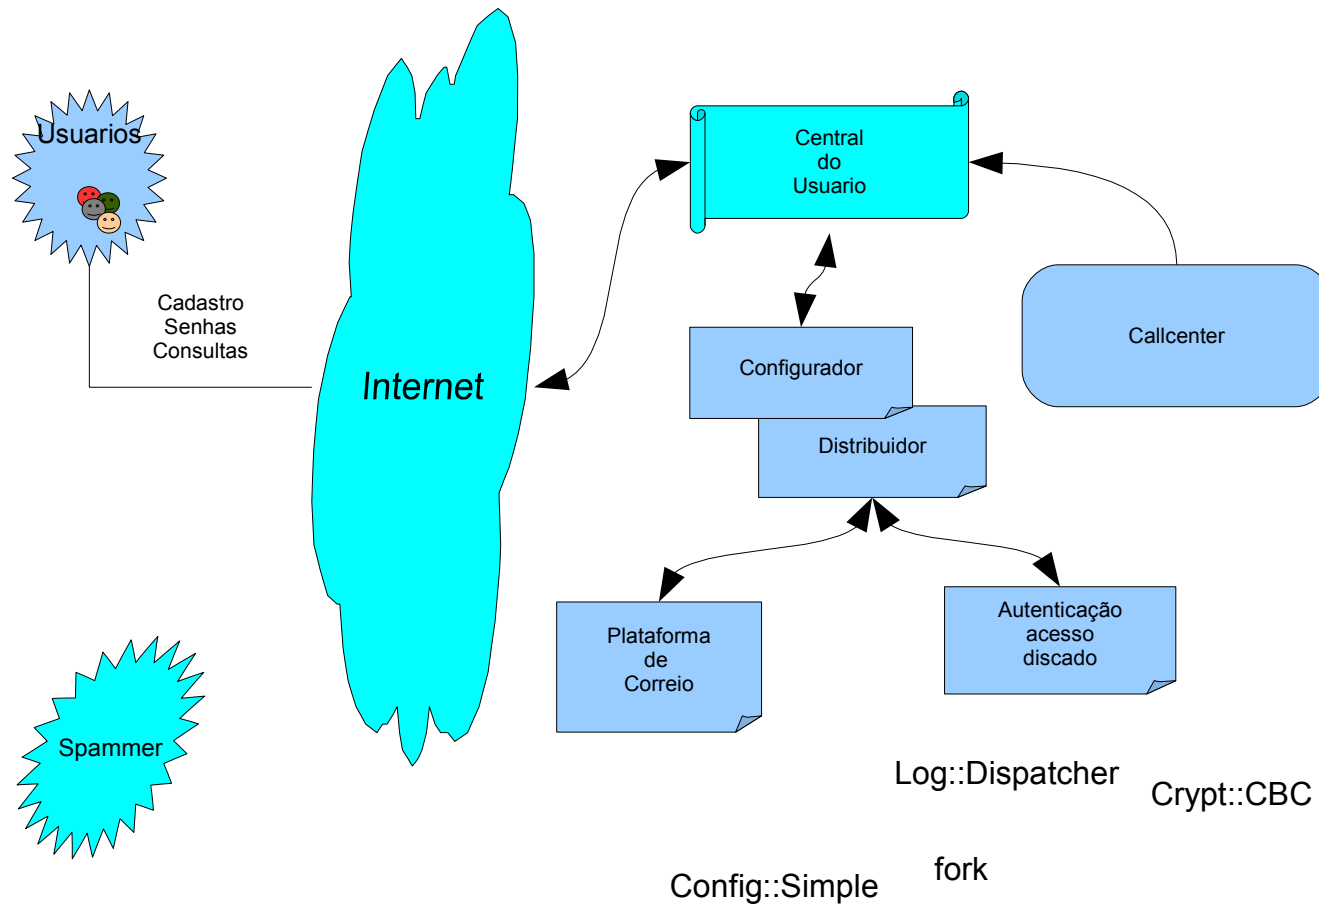 Usuarios
Cadastro
Senhas
Consultas
Internet
Central
do
Usuario
Callcenter
Configurador
Distribuidor
Plataforma
de
Correio
Autenticação
acesso
discado
Spammer
Log::Dispatcher
Crypt::CBC
Config::Simple
fork